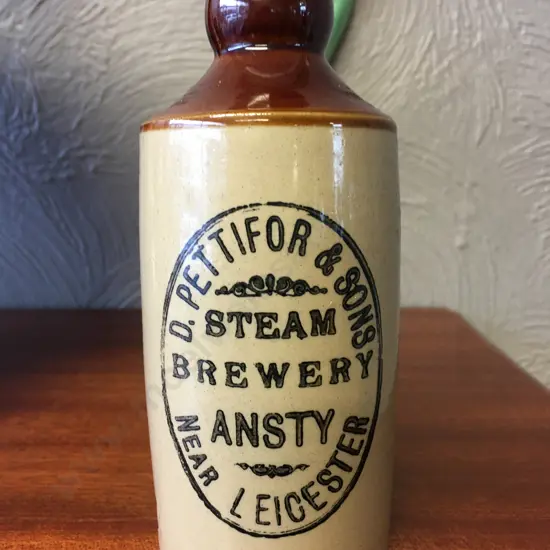 D. PETTIFOR & SONS
STEAM
BREWERY
ANSTY
NEAR LEICESTER